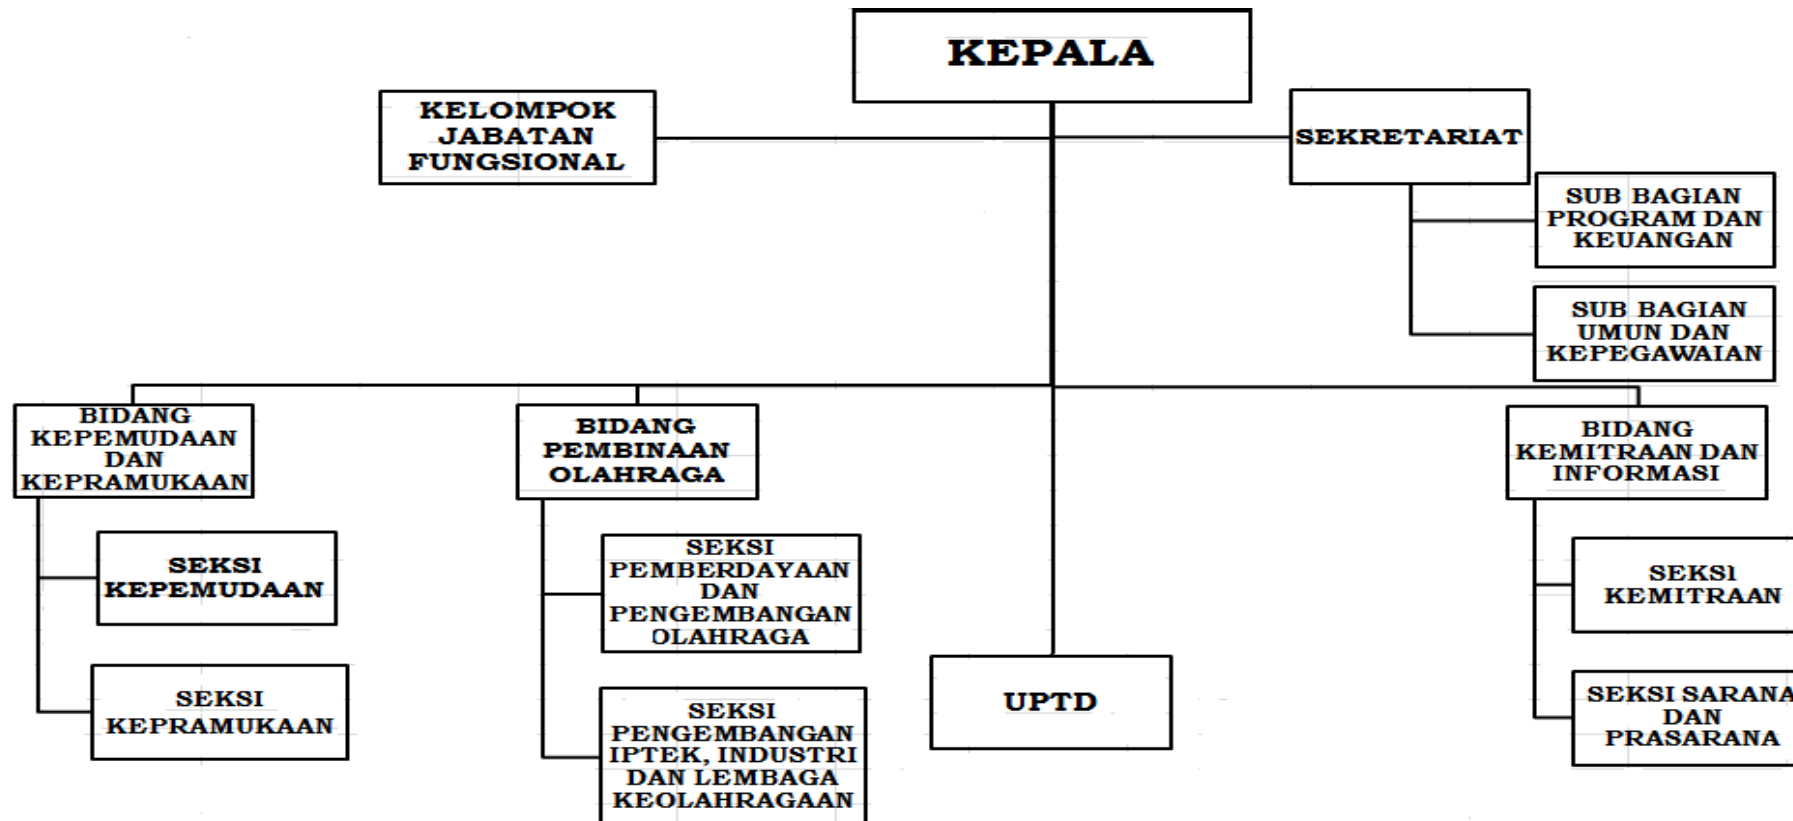 KEPALA
KELOMPOK
JABATAN
FUNGSIONAL
SEKRETARIAT
SUB BAGIAN
PROGRAM DAN
KEUANGAN
SUB BAGIAN
UMUN DAN
KEPEGAWAIAN
BIDANG
KEPEMUDAAN
DAN
KEPRAMUKAAN
SEKSI
KEPEMUDAAN
SEKSI
KEPRAMUKAAN
BIDANG
PEMBINAAN
OLAHRAGA
SEKSI
PEMBERDAYAAN
DAN
PENGEMBANGAN
OLAHRAGA
SEKSI
PENGEMBANGAN
IPTEK, INDUSTRI
DAN LEMBAGA
KEOLAHRAGAAN
UPTD
BIDANG
KEMITRAAN DAN
INFORMASI
SEKSI
KEMITRAAN
SEKSI SARANA
DAN
PRASARANA